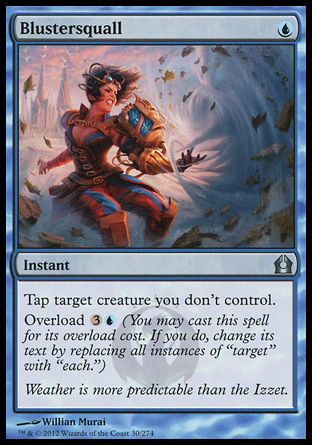 Blustersquall
Instant
Tap target creature you don't control.
Overload 3 (You may cast this spell
for its overload cost. If you do, change its
text by replacing all instances of "target"
with "each.")
Weather is more predictable than the Izzet.
Willian Murai
™ & © 2012 Wizards of the Coast 30/274